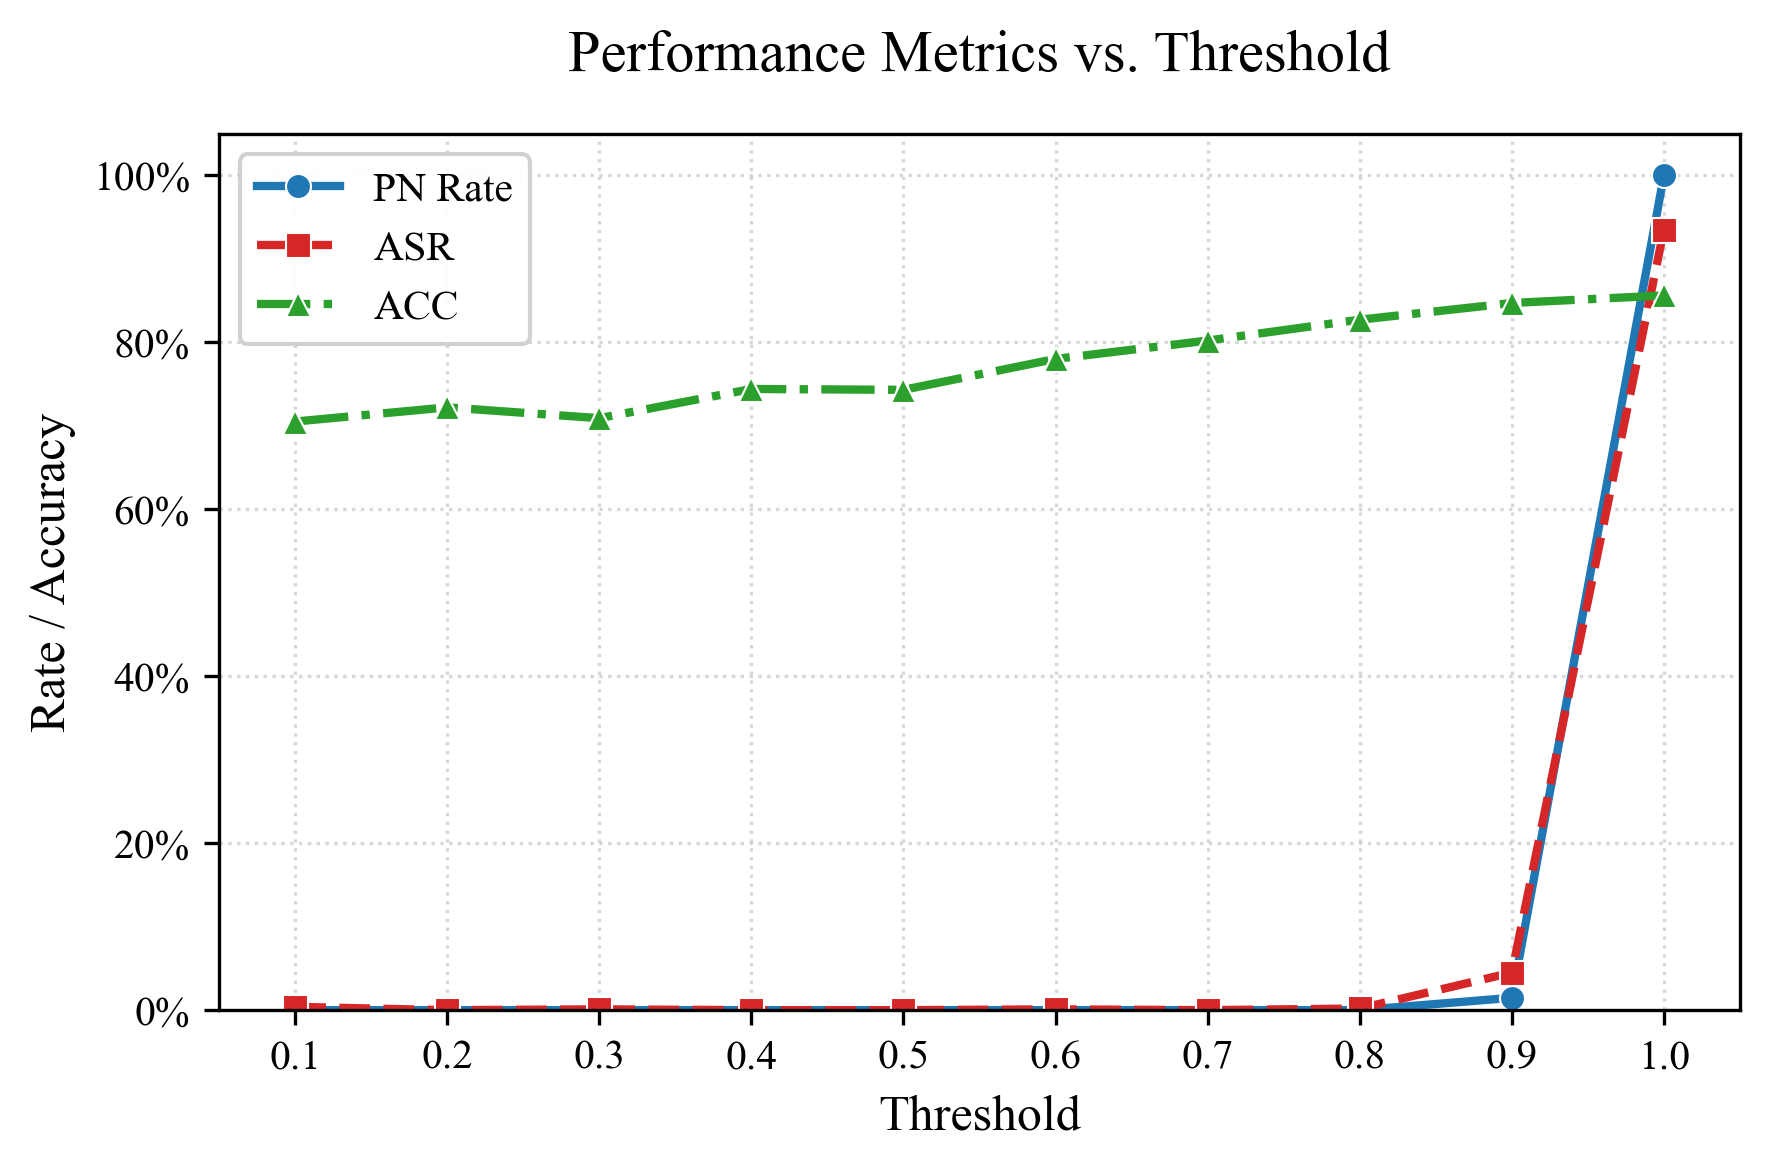 Performance Metrics vs. Threshold
PN Rate
ASR
ACC
100%
80%
60%
40%
20%
0%
Rate / Accuracy
0.1 0.2 0.3 0.4 0.5 0.6 0.7 0.8 0.9 1.0
Threshold